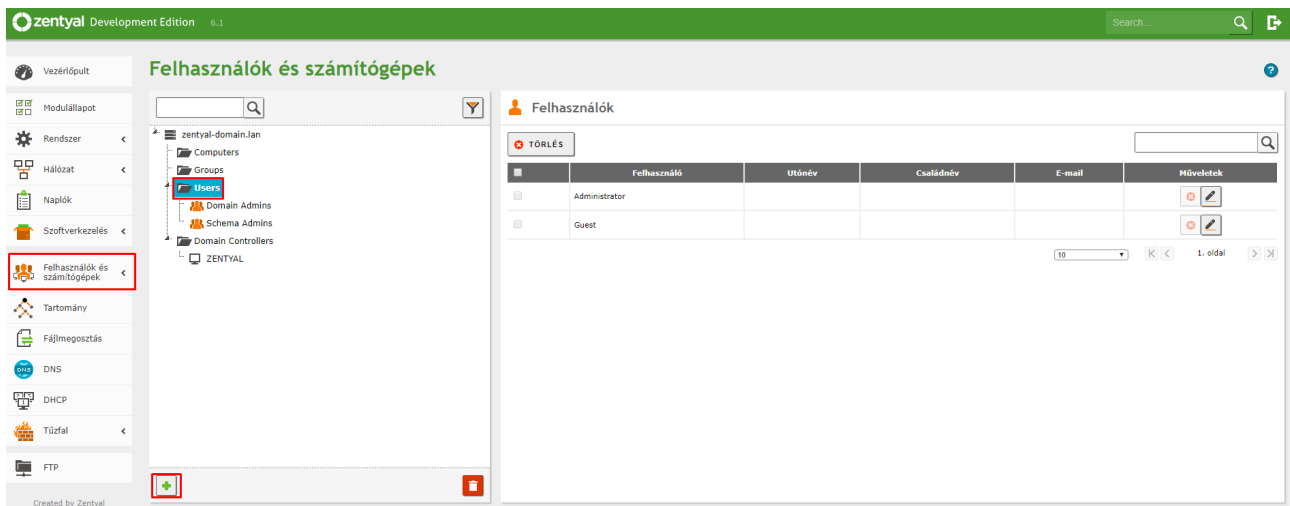 zentyal Development Edition 6.1
Search...
Vezérlőpult
Modulállapot
Rendszer
Hálózat
Naplók
Szoftverkezelés
Felhasználók és
számítógépek
Tartomány
Fájlmegosztás
DNS
DNS
DHCP
Tűzfal
FTP
Created by Zentyal
Felhasználók és számítógépek
zentyal-domain.lan
Computers
Groups
Users
Domain Admins
Schema Admins
Domain Controllers
ZENTYAL
Felhasználók
TÖRLÉS
Felhasználó Utónév Családnév E-mail Műveletek
Administrator
Guest
10 1. oldal